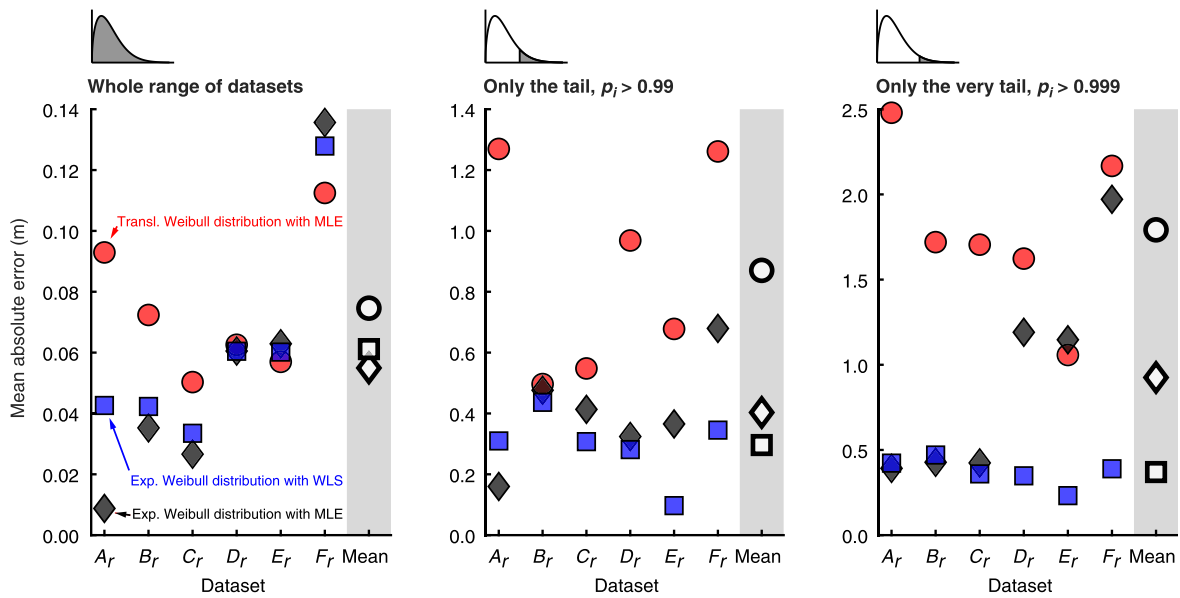 Whole range of datasets
Only the tail, pi > 0.99
Only the very tail, pi > 0.999
Mean absolute error (m)
0.14
0.12
0.10
0.08
0.06
0.04
0.02
0.00
Transl. Weibull distribution with MLE
Exp. Weibull distribution with WLS
Exp. Weibull distribution with MLE
Ar Br Cr Dr Er Fr Mean
Dataset
1.4
1.2
1.0
0.8
0.6
0.4
0.2
0.0
Ar Br Cr Dr Er Fr Mean
Dataset
2.5
2.0
1.5
1.0
0.5
0.0
Ar Br Cr Dr Er Fr Mean
Dataset